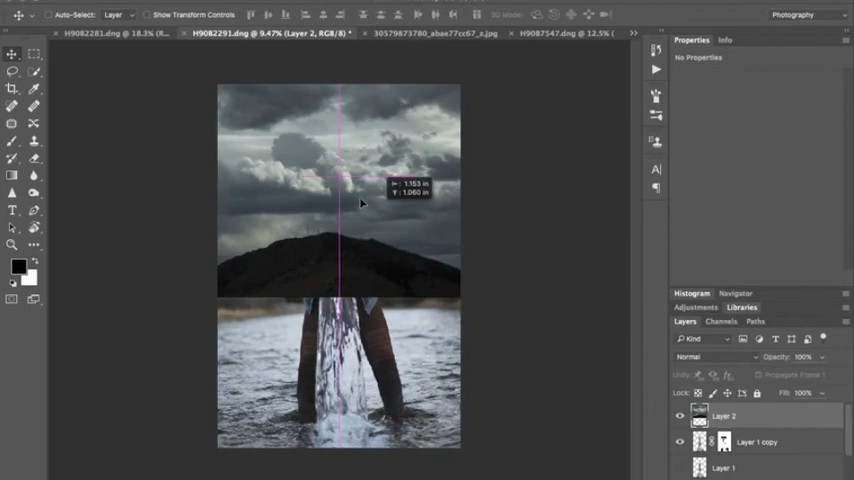 Auto-Select: Layer Show Transform Controls 3D Mode: Photography
H9082281.dng @ 18.3% (R... H9082291.dng @ 9.47% (Layer 2, RGB/8) * 30579873780_abae77cc67_z.jpg H9087547.dng @ 12.5% (
Properties Info
No Properties
: 1.153 in
: 1.060 in
Histogram Navigator
Adjustments Libraries
Layers Channels Paths
Kind
Normal Opacity: 100%
Unify: Propagate Frame 1
Lock: Fill: 100%
Layer 2
Layer 1 copy
Layer 1